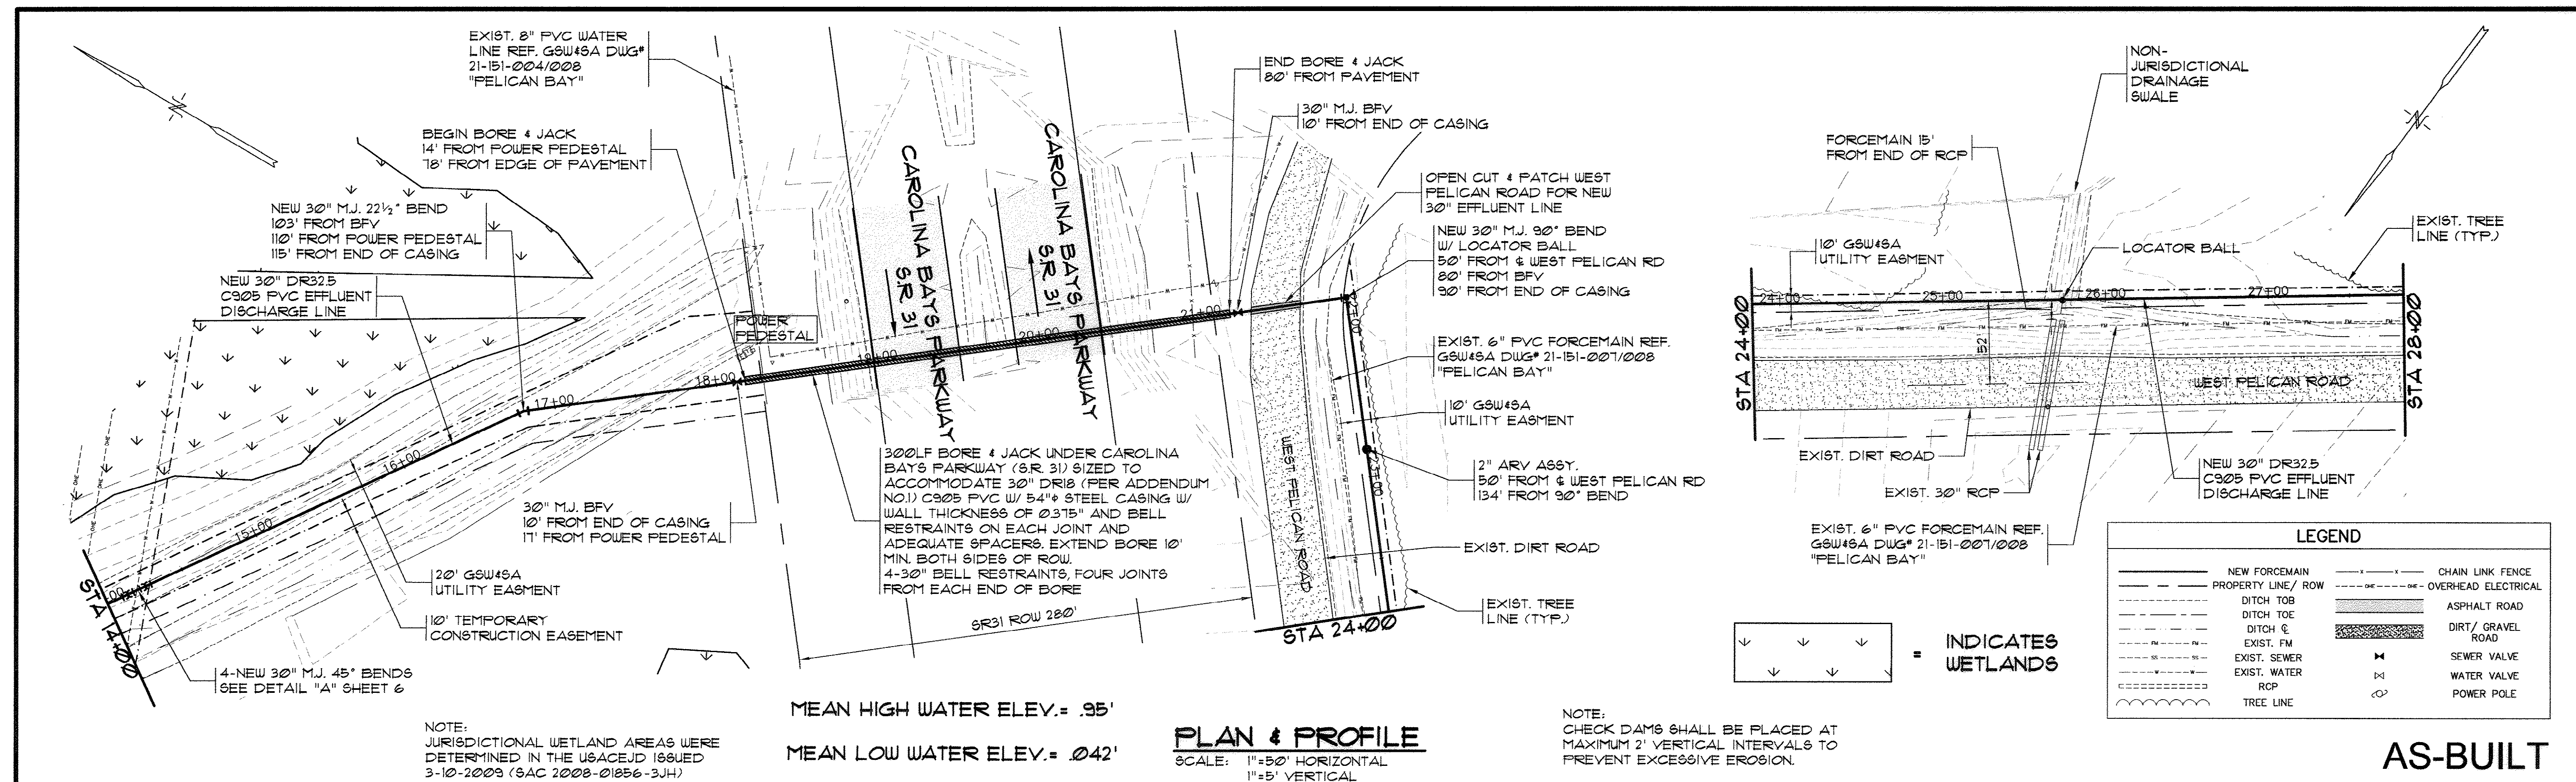 EXIST. 8" PVC WATER
LINE REF. GSW&SA DWG#
21-151-004/008
"PELICAN BAY"
BEGIN BORE & JACK
14' FROM POWER PEDESTAL
78' FROM EDGE OF PAVEMENT
NEW 30" M.J. 22½° BEND
103' FROM BFV
110' FROM POWER PEDESTAL
115' FROM END OF CASING
NEW 30" DR32.5
C905 PVC EFFLUENT
DISCHARGE LINE
POWER
PEDESTAL
CAROLINA BAYS PARKWAY
S.R. 31
CAROLINA BAYS PARKWAY
S.R. 31
END BORE & JACK
80' FROM PAVEMENT
30" M.J. BFV
10' FROM END OF CASING
OPEN CUT & PATCH WEST
PELICAN ROAD FOR NEW
30" EFFLUENT LINE
NEW 30" M.J. 90° BEND
W/ LOCATOR BALL
50' FROM ℄ WEST PELICAN RD
80' FROM BFV
90' FROM END OF CASING
EXIST. 6" PVC FORCEMAIN REF.
GSW&SA DWG# 21-151-007/008
"PELICAN BAY"
10' GSW&SA
UTILITY EASMENT
2" ARV ASSY.
50' FROM ℄ WEST PELICAN RD
134' FROM 90° BEND
EXIST. DIRT ROAD
EXIST. TREE
LINE (TYP.)
WEST PELICAN ROAD
STA 24+00
15+00
16+00
17+00
18+00
19+00
20+00
21+00
22+00
23+00
30" M.J. BFV
10' FROM END OF CASING
17' FROM POWER PEDESTAL
300LF BORE & JACK UNDER CAROLINA
BAYS PARKWAY (S.R. 31) SIZED TO
ACCOMMODATE 30" DR18 (PER ADDENDUM
NO.1) C905 PVC W/ 54"ϕ STEEL CASING W/
WALL THICKNESS OF 0.375" AND BELL
RESTRAINTS ON EACH JOINT AND
ADEQUATE SPACERS. EXTEND BORE 10'
MIN. BOTH SIDES OF ROW.
4-30" BELL RESTRAINTS, FOUR JOINTS
FROM EACH END OF BORE
SR31 ROW 280'
20' GSW&SA
UTILITY EASMENT
10' TEMPORARY
CONSTRUCTION EASEMENT
STA 14+00
4-NEW 30" M.J. 45° BENDS
SEE DETAIL "A" SHEET 6
NON-
JURISDICTIONAL
DRAINAGE
SWALE
FORCEMAIN 15'
FROM END OF RCP
10' GSW&SA
UTILITY EASMENT
LOCATOR BALL
EXIST. TREE
LINE (TYP.)
STA 24+00
24+00
25+00
26+00
27+00
STA 28+00
52'
WEST PELICAN ROAD
EXIST. DIRT ROAD
EXIST. 30" RCP
NEW 30" DR32.5
C905 PVC EFFLUENT
DISCHARGE LINE
EXIST. 6" PVC FORCEMAIN REF.
GSW&SA DWG# 21-151-007/008
"PELICAN BAY"
= INDICATES
WETLANDS
LEGEND
NEW FORCEMAIN
PROPERTY LINE/ ROW
DITCH TOB
DITCH TOE
DITCH ℄
EXIST. FM
EXIST. SEWER
EXIST. WATER
RCP
TREE LINE
CHAIN LINK FENCE
OVERHEAD ELECTRICAL
ASPHALT ROAD
DIRT/ GRAVEL
ROAD
SEWER VALVE
WATER VALVE
POWER POLE
NOTE:
JURISDICTIONAL WETLAND AREAS WERE
DETERMINED IN THE USACEJD ISSUED
3-10-2009 (SAC 2008-01856-3JH)
MEAN HIGH WATER ELEV.= .95'
MEAN LOW WATER ELEV.= .042'
PLAN & PROFILE
SCALE: 1"=50' HORIZONTAL
1"=5' VERTICAL
NOTE:
CHECK DAMS SHALL BE PLACED AT
MAXIMUM 2' VERTICAL INTERVALS TO
PREVENT EXCESSIVE EROSION.
AS-BUILT